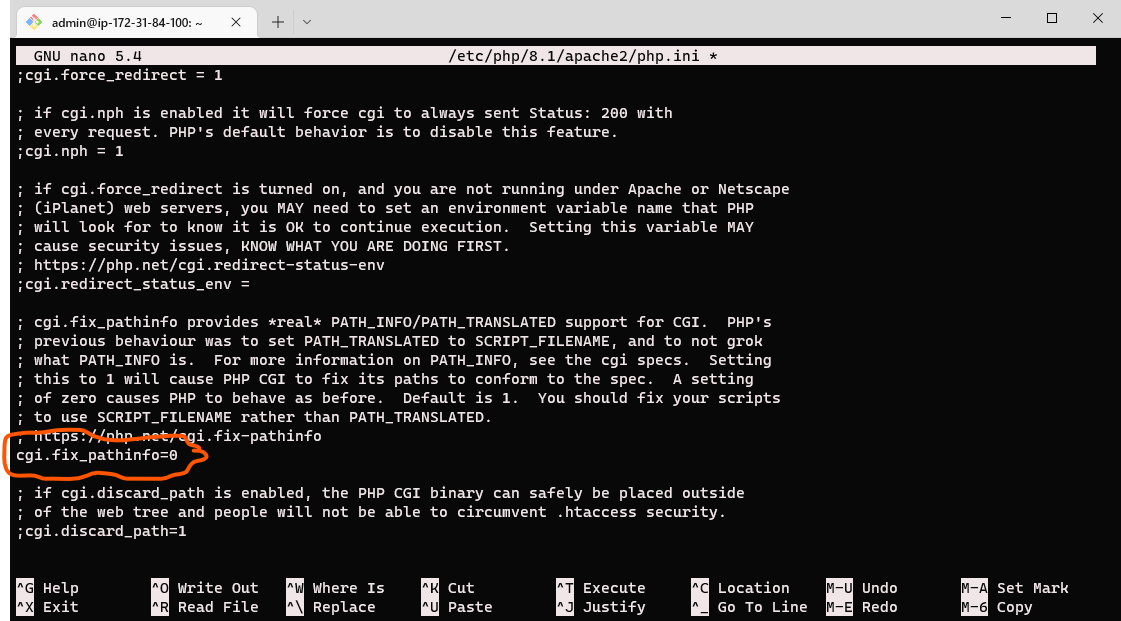 admin@ip-172-31-84-100: ~
GNU nano 5.4 /etc/php/8.1/apache2/php.ini *
;cgi.force_redirect = 1
; if cgi.nph is enabled it will force cgi to always sent Status: 200 with
; every request. PHP's default behavior is to disable this feature.
;cgi.nph = 1
; if cgi.force_redirect is turned on, and you are not running under Apache or Netscape
; (iPlanet) web servers, you MAY need to set an environment variable name that PHP
; will look for to know it is OK to continue execution.  Setting this variable MAY
; cause security issues, KNOW WHAT YOU ARE DOING FIRST.
; https://php.net/cgi.redirect-status-env
;cgi.redirect_status_env =
; cgi.fix_pathinfo provides *real* PATH_INFO/PATH_TRANSLATED support for CGI.  PHP's
; previous behaviour was to set PATH_TRANSLATED to SCRIPT_FILENAME, and to not grok
; what PATH_INFO is.  For more information on PATH_INFO, see the cgi specs.  Setting
; this to 1 will cause PHP CGI to fix its paths to conform to the spec.  A setting
; of zero causes PHP to behave as before.  Default is 1.  You should fix your scripts
; to use SCRIPT_FILENAME rather than PATH_TRANSLATED.
; https://php.net/cgi.fix-pathinfo
cgi.fix_pathinfo=0
; if cgi.discard_path is enabled, the PHP CGI binary can safely be placed outside
; of the web tree and people will not be able to circumvent .htaccess security.
;cgi.discard_path=1
^G Help ^O Write Out ^W Where Is ^K Cut ^T Execute ^C Location M-U Undo M-A Set Mark
^X Exit ^R Read File ^\ Replace ^U Paste ^J Justify ^_ Go To Line M-E Redo M-6 Copy